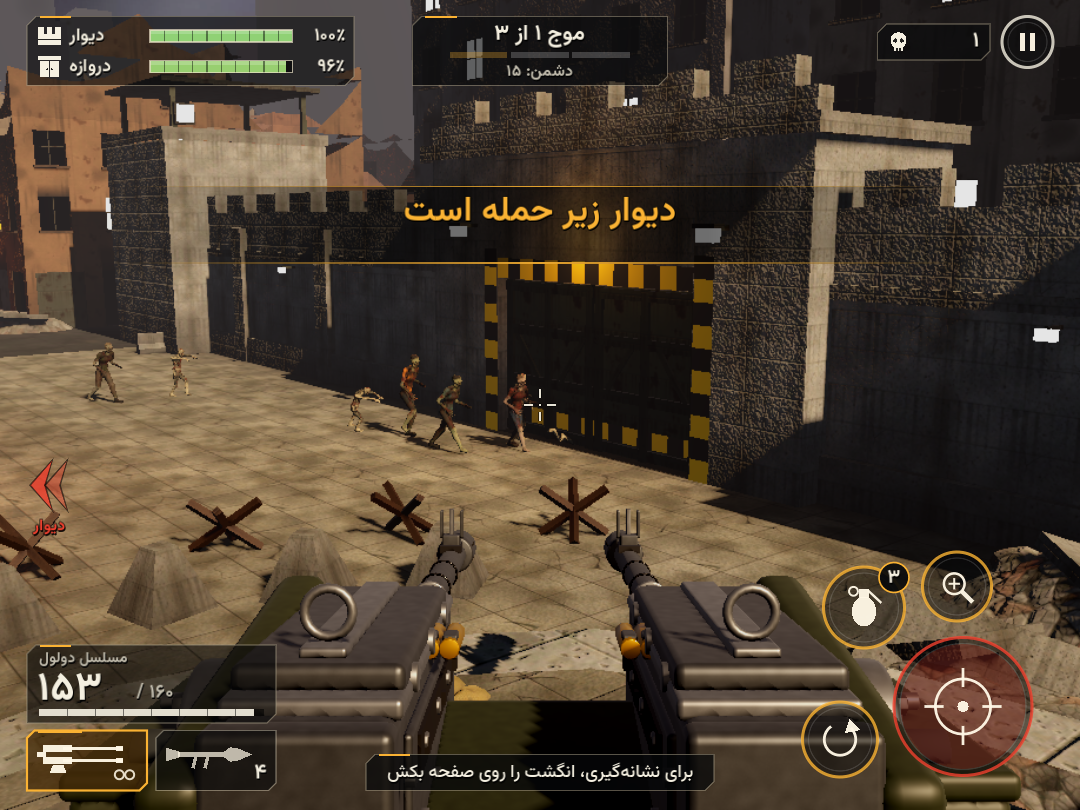 دیوار ۱۰۰٪
دروازه ۹۶٪
موج ۱ از ۳
دشمن: ۱۵
۱
دیوار زیر حمله است
دیوار
۳
مسلسل دولول
۱۵۳ / ۱۶۰
∞
۴
برای نشانه‌گیری، انگشت را روی صفحه بکش